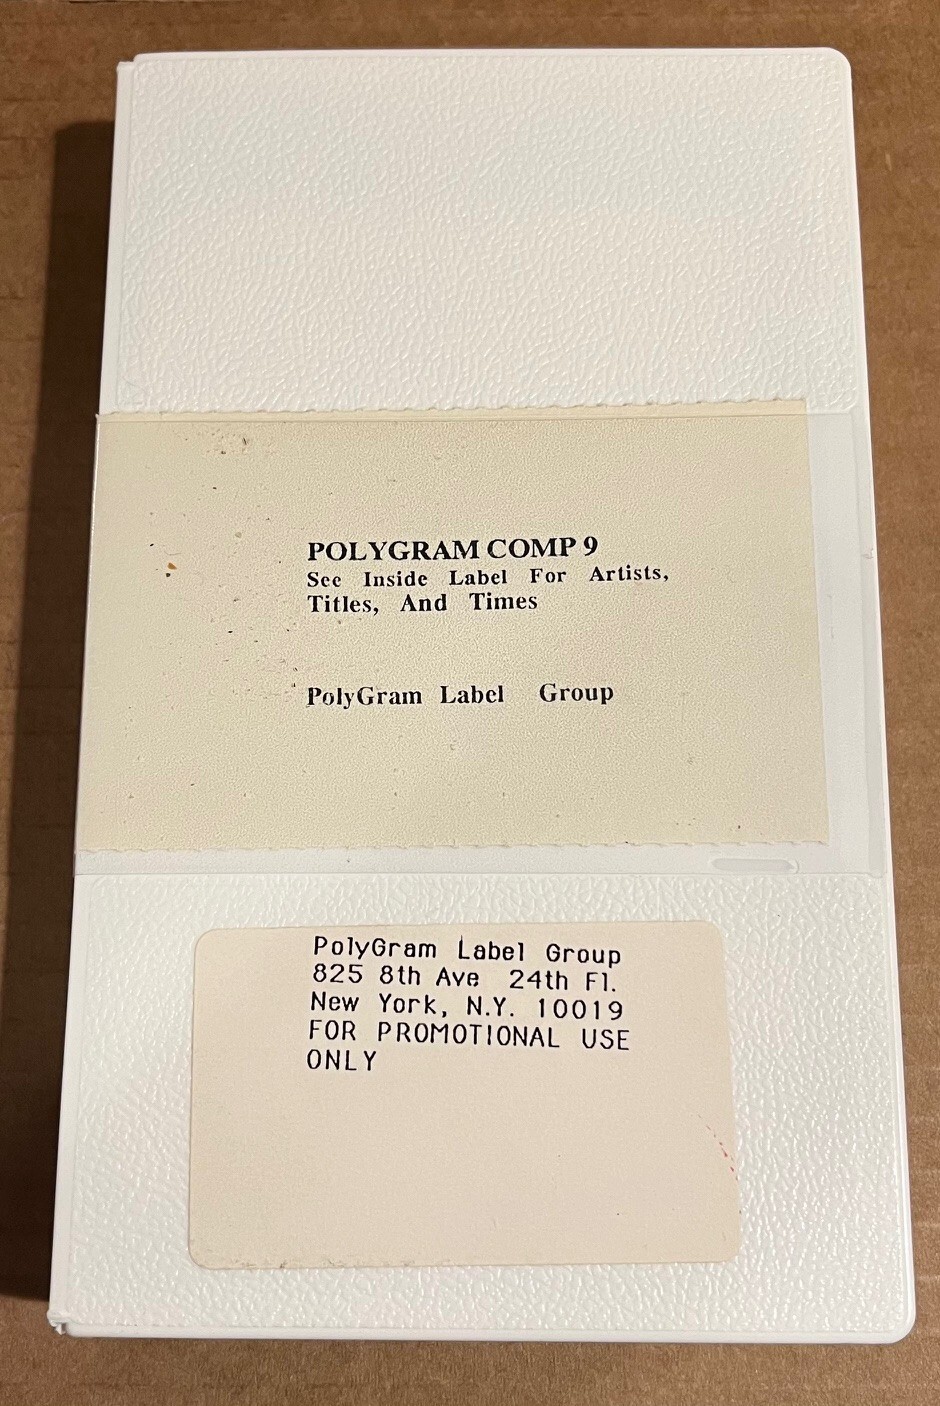 POLYGRAM COMP 9
See Inside Label For Artists,
Titles, And Times
PolyGram Label Group
PolyGram Label Group
825 8th Ave 24th Fl.
New York, N.Y. 10019
FOR PROMOTIONAL USE
ONLY